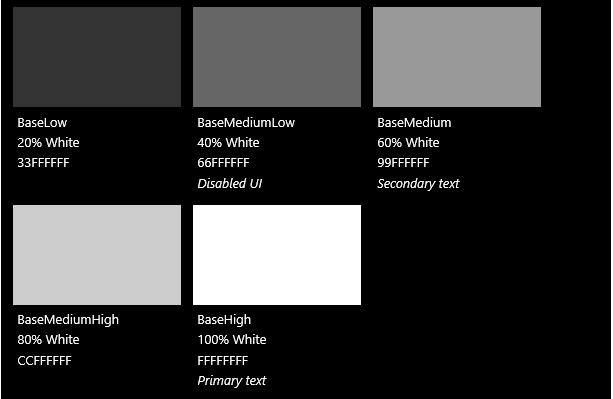 BaseLow
20% White
33FFFFFF
BaseMediumLow
40% White
66FFFFFF
Disabled UI
BaseMedium
60% White
99FFFFFF
Secondary text
BaseMediumHigh
80% White
CCFFFFFF
BaseHigh
100% White
FFFFFFFF
Primary text